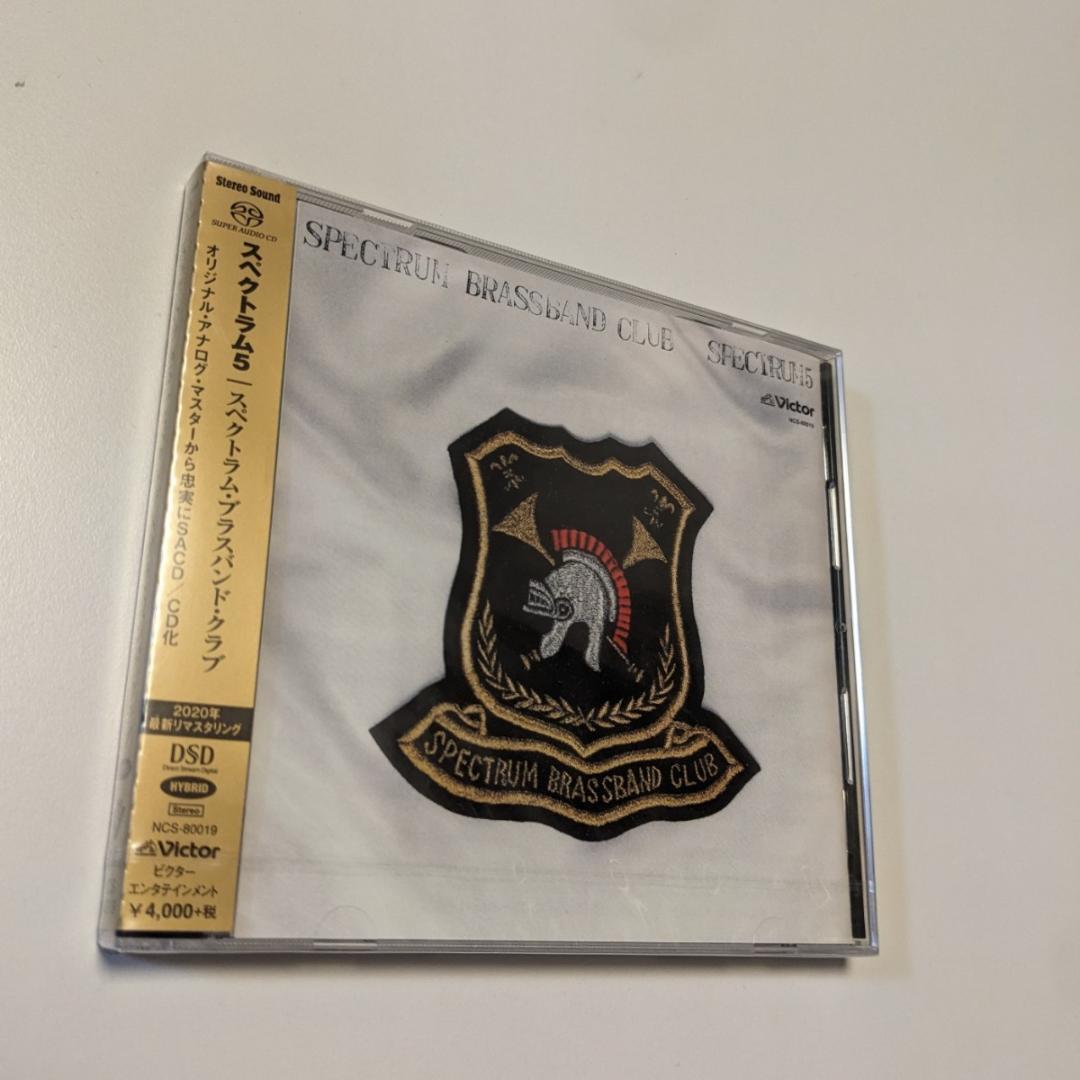 Stereo Sound
SUPER AUDIO CD
スペクトラム5/スペクトラム・ブラスバンド・クラブ
オリジナル・アナログ・マスターから忠実にSACD/CD化
2020年
最新リマスタリング
DSD
Direct Stream Digital
HYBRID
Stereo
NCS-80019
Victor
ビクター
エンタテインメント
¥4,000+税
SPECTRUM BRASSBAND CLUB SPECTRUM5
Victor
NCS-80019
SPECTRUM BRASSBAND CLUB